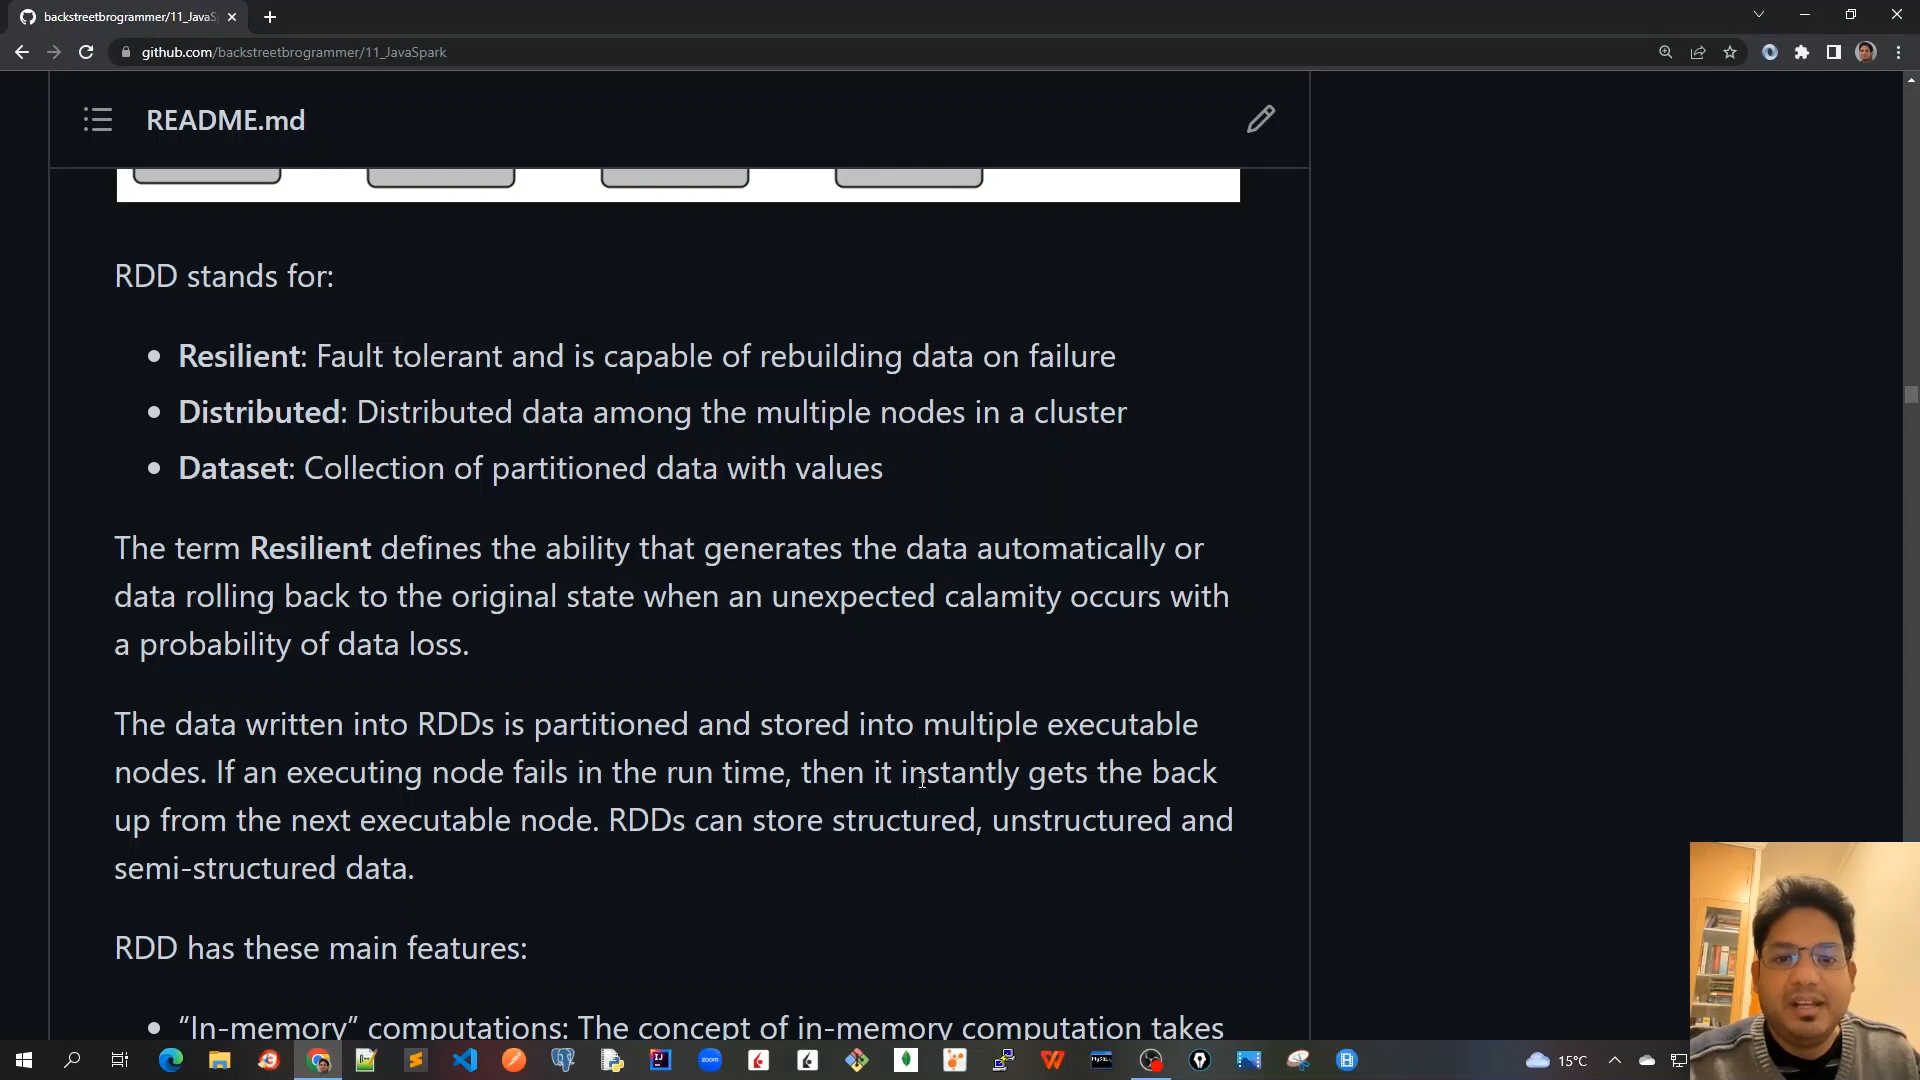 backstreetbrogrammer/11_JavaS
github.com/backstreetbrogrammer/11_JavaSpark
README.md
RDD stands for:
• Resilient: Fault tolerant and is capable of rebuilding data on failure
• Distributed: Distributed data among the multiple nodes in a cluster
• Dataset: Collection of partitioned data with values
The term Resilient defines the ability that generates the data automatically or
data rolling back to the original state when an unexpected calamity occurs with
a probability of data loss.
The data written into RDDs is partitioned and stored into multiple executable
nodes. If an executing node fails in the run time, then it instantly gets the back
up from the next executable node. RDDs can store structured, unstructured and
semi-structured data.
RDD has these main features:
• “In-memory” computations: The concept of in-memory computation takes
15°C